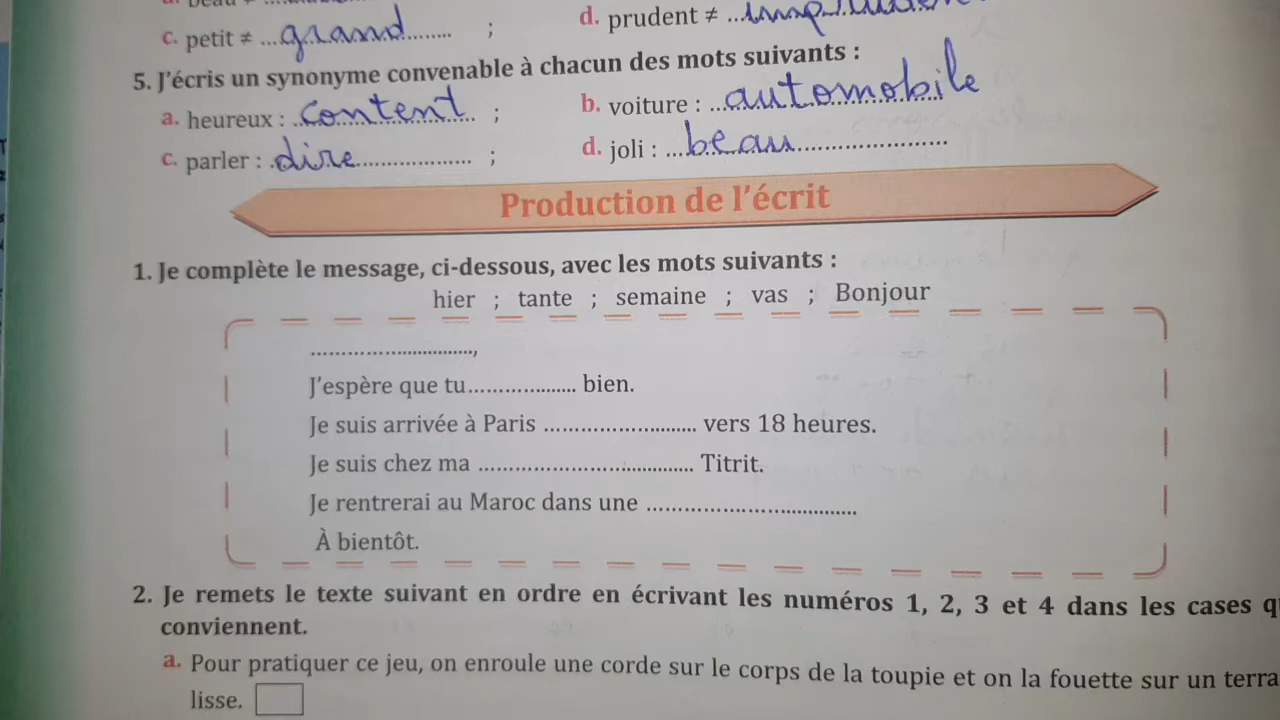 c. petit ≠ ...grand......... ;
d. prudent ≠ ...
5. J'écris un synonyme convenable à chacun des mots suivants :
a. heureux : ..content.. ;
b. voiture : ...automobile
c. parler : .dire.................... ;
d. joli : ...beau........................
Production de l'écrit
1. Je complète le message, ci-dessous, avec les mots suivants :
hier ; tante ; semaine ; vas ; Bonjour
............................,
J'espère que tu................... bien.
Je suis arrivée à Paris .......................... vers 18 heures.
Je suis chez ma .................................... Titrit.
Je rentrerai au Maroc dans une ...................................
À bientôt.
2. Je remets le texte suivant en ordre en écrivant les numéros 1, 2, 3 et 4 dans les cases
conviennent.
a. Pour pratiquer ce jeu, on enroule une corde sur le corps de la toupie et on la fouette sur un
lisse.